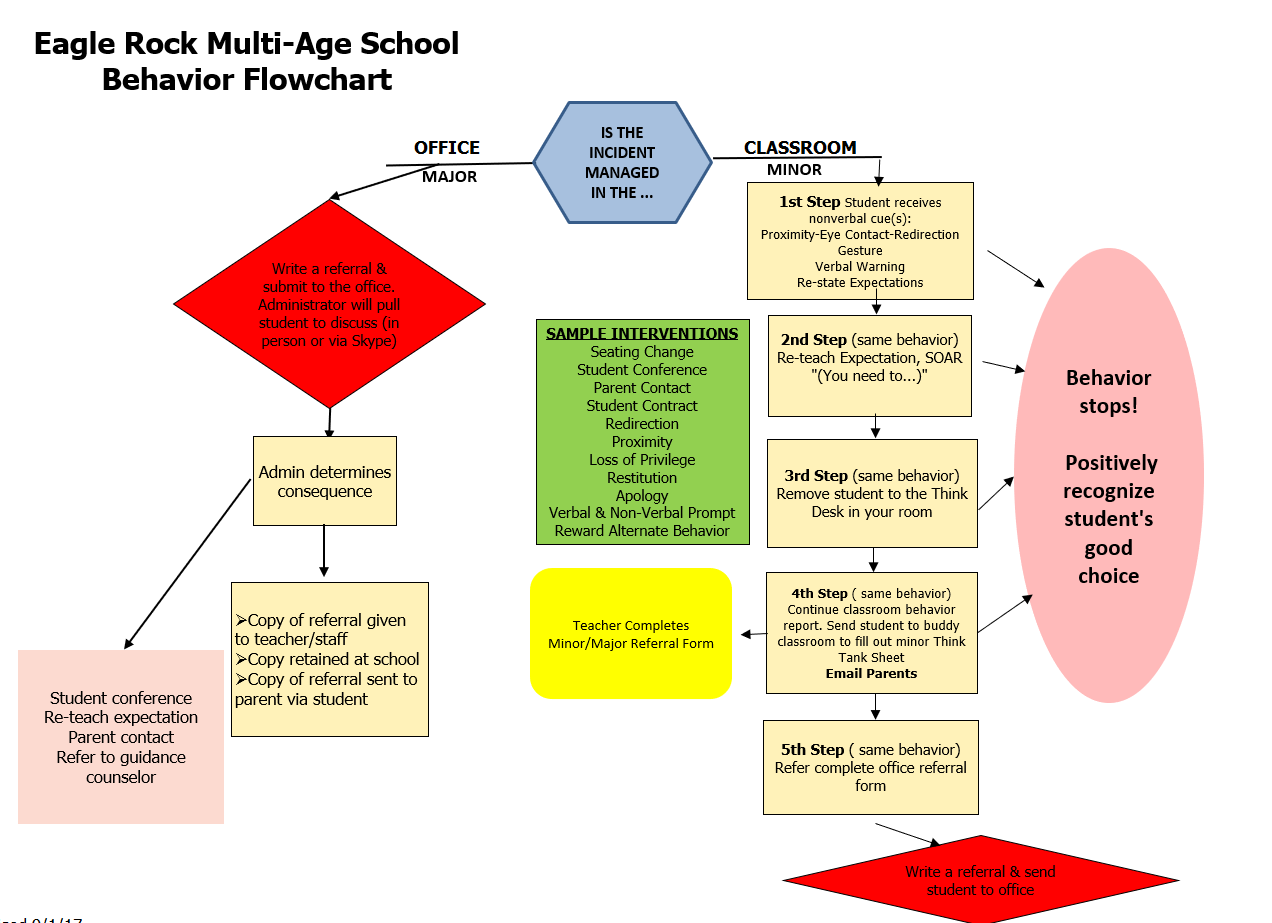 Eagle Rock Multi-Age School
Behavior Flowchart
IS THE
INCIDENT
MANAGED
IN THE ...
OFFICE
MAJOR
CLASSROOM
MINOR
Write a referral &
submit to the office.
Administrator will pull
student to discuss (in
person or via Skype)
Admin determines
consequence
⮚Copy of referral given
to teacher/staff
⮚Copy retained at school
⮚Copy of referral sent to
parent via student
Student conference
Re-teach expectation
Parent contact
Refer to guidance
counselor
SAMPLE INTERVENTIONS
Seating Change
Student Conference
Parent Contact
Student Contract
Redirection
Proximity
Loss of Privilege
Restitution
Apology
Verbal & Non-Verbal Prompt
Reward Alternate Behavior
Teacher Completes
Minor/Major Referral Form
1st Step Student receives
nonverbal cue(s):
Proximity-Eye Contact-Redirection
Gesture
Verbal Warning
Re-state Expectations
2nd Step (same behavior)
Re-teach Expectation, SOAR
"(You need to...)"
3rd Step (same behavior)
Remove student to the Think
Desk in your room
4th Step ( same behavior)
Continue classroom behavior
report. Send student to buddy
classroom to fill out minor Think
Tank Sheet
Email Parents
5th Step ( same behavior)
Refer complete office referral
form
Write a referral & send
student to office
Behavior
stops!
Positively
recognize
student's
good
choice